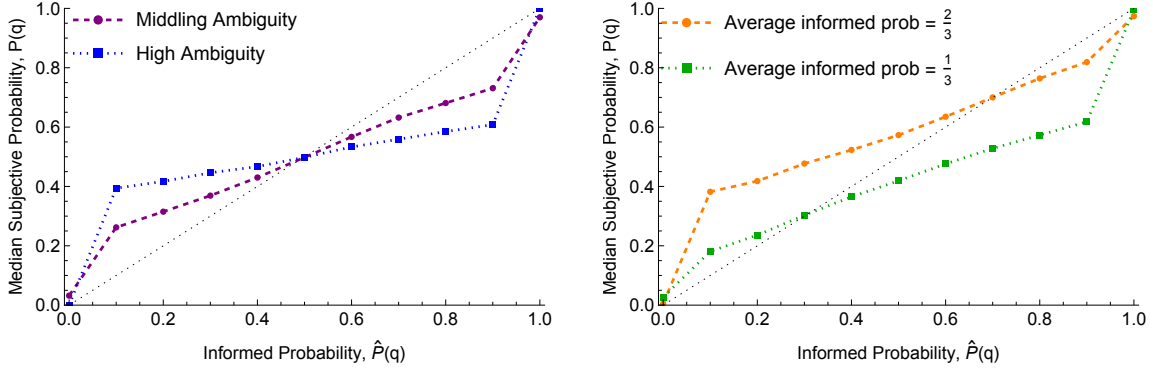 Middling Ambiguity
High Ambiguity
Median Subjective Probability, P(q)
1.0
0.8
0.6
0.4
0.2
0.0
0.0 0.2 0.4 0.6 0.8 1.0
Informed Probability, P̂(q)
Average informed prob = 2/3
Average informed prob = 1/3
Median Subjective Probability, P(q)
1.0
0.8
0.6
0.4
0.2
0.0
0.0 0.2 0.4 0.6 0.8 1.0
Informed Probability, P̂(q)